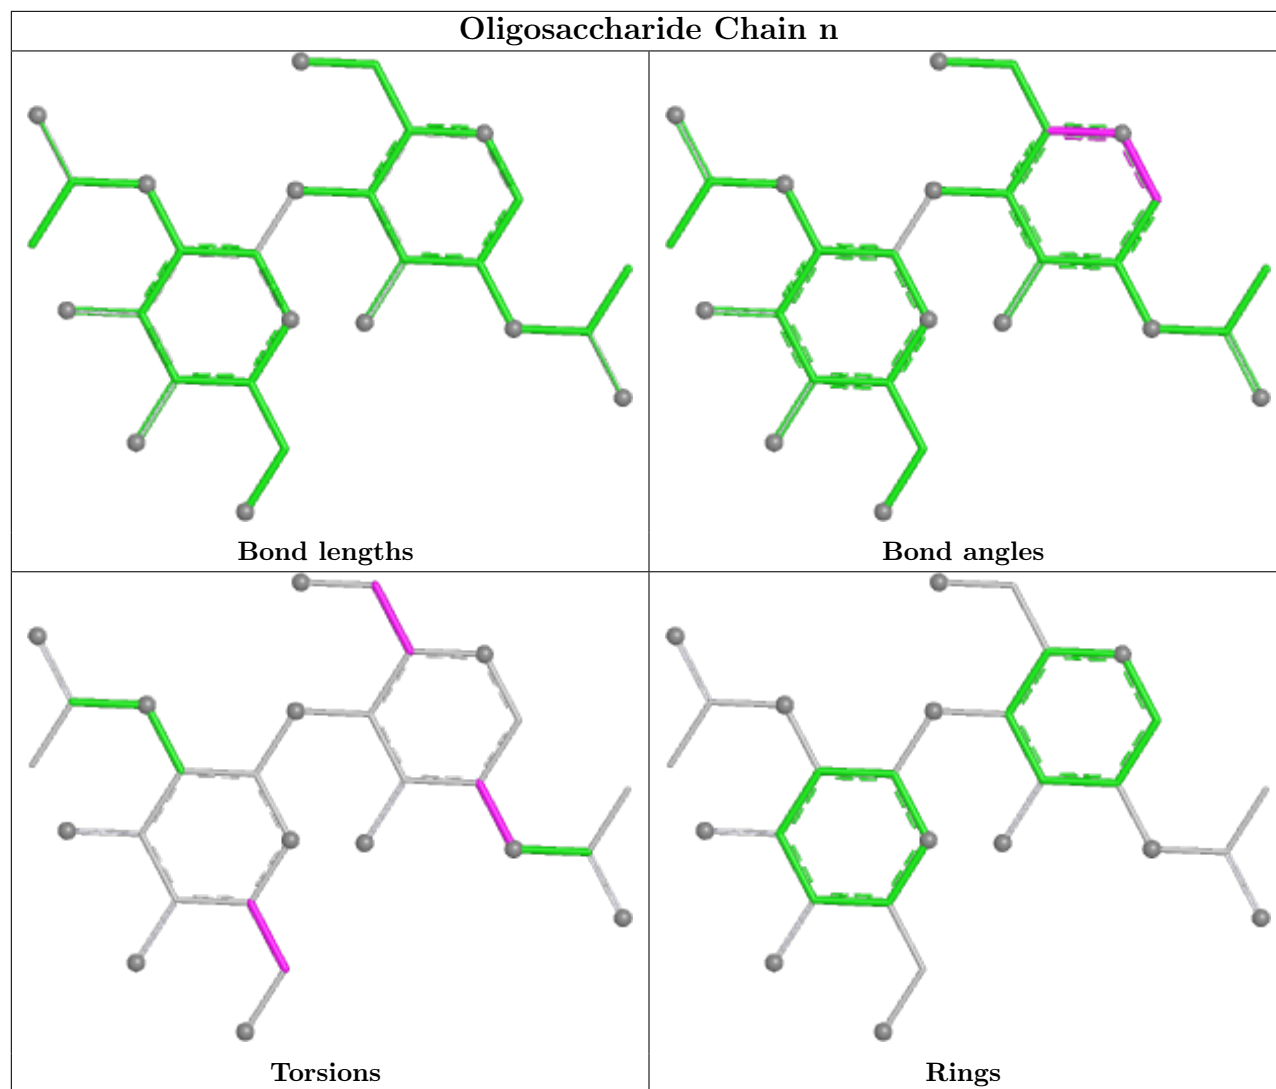 Oligosaccharide Chain n
Bond lengths
Bond angles
Torsions
Rings